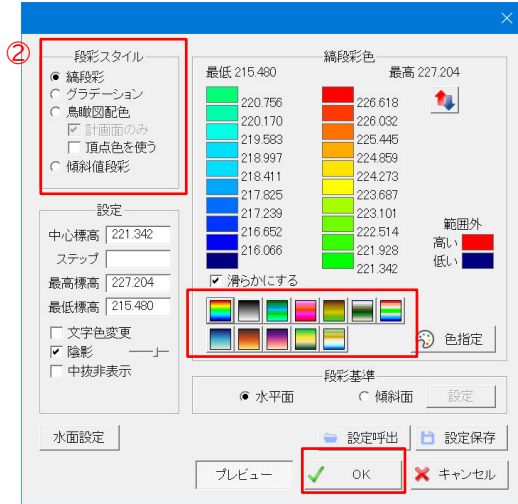 ②
段彩スタイル
縞段彩
グラデーション
鳥瞰図配色
計画面のみ
頂点色を使う
傾斜値段彩
設定
中心標高 221.342
ステップ
最高標高 227.204
最低標高 215.480
文字色変更
陰影
中抜非表示
縞段彩色
最低 215.480 最高 227.204
220.756 226.618
220.170 226.032
219.583 225.445
218.997 224.859
218.411 224.273
217.825 223.687
217.239 223.101
216.652 222.514
216.066 221.928
221.342
範囲外
高い
低い
滑らかにする
色指定
段彩基準
水平面 傾斜面 設定
水面設定 設定呼出 設定保存
プレビュー OK キャンセル